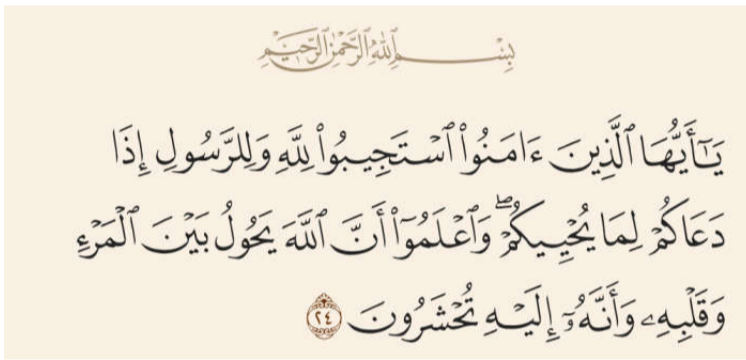 بِسْمِ ٱللَّهِ ٱلرَّحْمَٰنِ ٱلرَّحِيمِ
يَـٰٓأَيُّهَا ٱلَّذِينَ ءَامَنُوا۟ ٱسْتَجِيبُوا۟ لِلَّهِ وَلِلرَّسُولِ إِذَا
دَعَاكُمْ لِمَا يُحْيِيكُمْ ۖ وَٱعْلَمُوٓا۟ أَنَّ ٱللَّهَ يَحُولُ بَيْنَ ٱلْمَرْءِ
وَقَلْبِهِۦ وَأَنَّهُۥٓ إِلَيْهِ تُحْشَرُونَ ٢٤